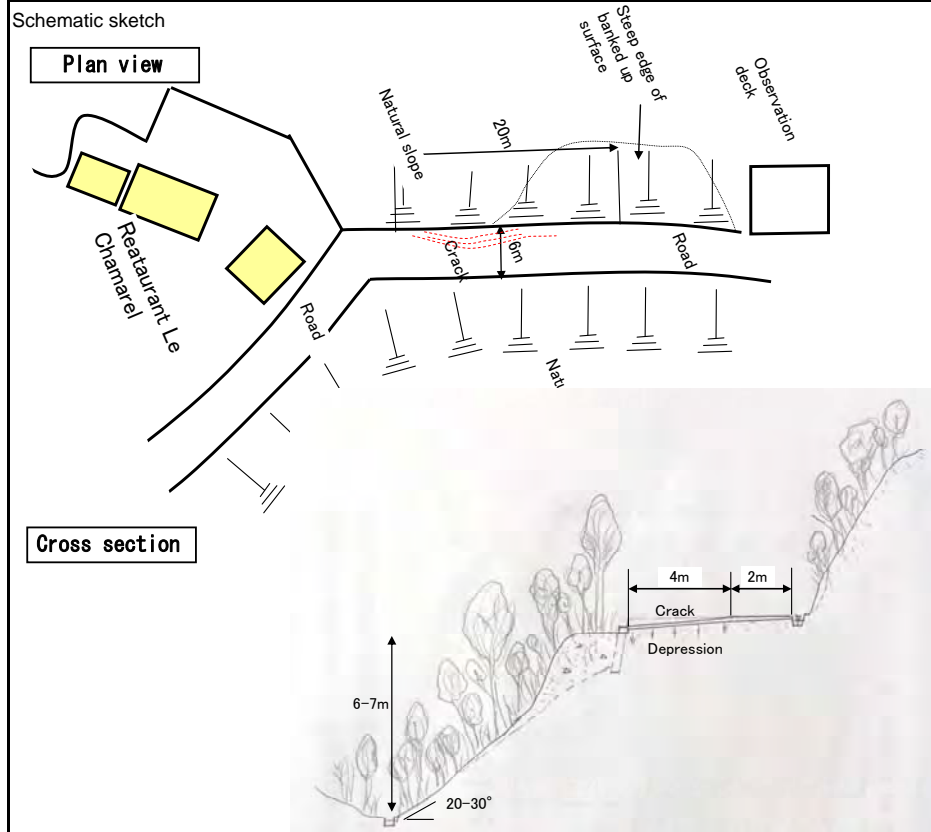 Schematic sketch
Plan view
Steep edge of
banked up
surface
Observation
deck
Natural slope
20m
Reataurant Le
Chamarel
Crack
6m
Road
Road
Natu
Cross section
4m
2m
Crack
Depression
6-7m
20-30°